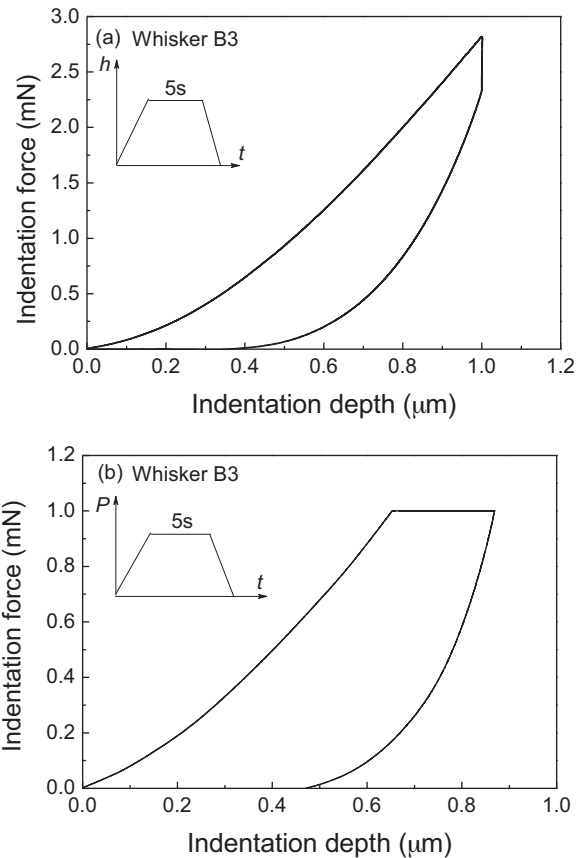 (a) Whisker B3
h
5s
t
3.0
2.5
2.0
1.5
1.0
0.5
0.0
Indentation force (mN)
0.0 0.2 0.4 0.6 0.8 1.0 1.2
Indentation depth (μm)
(b) Whisker B3
P
5s
t
1.2
1.0
0.8
0.6
0.4
0.2
0.0
Indentation force (mN)
0.0 0.2 0.4 0.6 0.8 1.0
Indentation depth (μm)